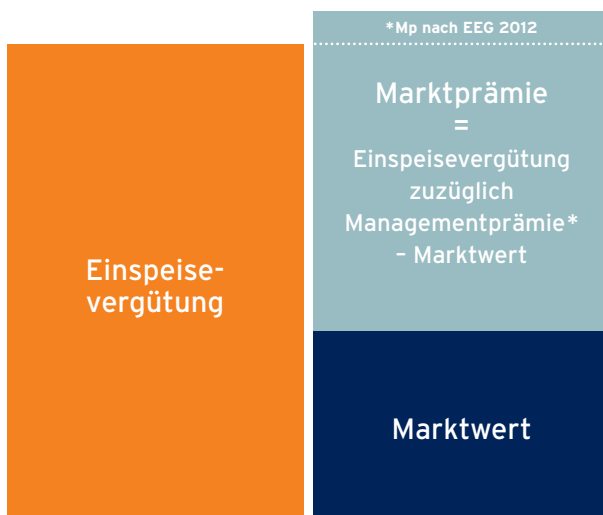 Einspeise-
vergütung
*Mp nach EEG 2012
Marktprämie
=
Einspeisevergütung
zuzüglich
Managementprämie*
– Marktwert
Marktwert